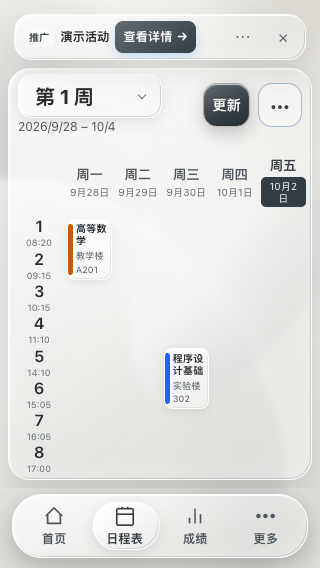 推广 演示活动 查看详情 → ··· ×
第 1 周
更新 •••
2026/9/28 – 10/4
周一 周二 周三 周四 周五
9月28日 9月29日 9月30日 10月1日 10月2
日
1
08:20
高等数
学
教学楼
A201
2
09:15
3
10:15
4
11:10
5
14:10
程序设
计基础
实验楼
302
6
15:05
7
16:05
8
17:00
首页 日程表 成绩 更多